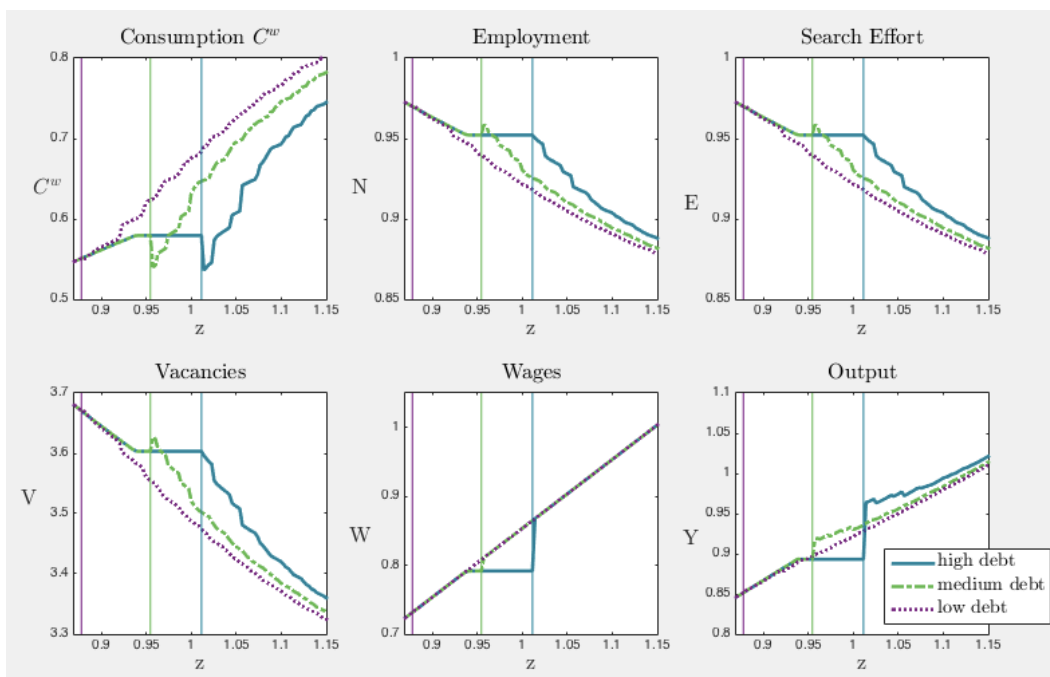 Consumption C^w
Employment
Search Effort
0.8
0.7
C^w
0.6
0.5
0.9 0.95 1 1.05 1.1 1.15
z
1
0.95
N
0.9
0.85
0.9 0.95 1 1.05 1.1 1.15
z
1
0.95
E
0.9
0.85
0.9 0.95 1 1.05 1.1 1.15
z
Vacancies
Wages
Output
3.7
3.6
V
3.5
3.4
3.3
0.9 0.95 1 1.05 1.1 1.15
z
1
0.9
W
0.8
0.7
0.9 0.95 1 1.05 1.1 1.15
z
1.1
1.05
1
0.95
Y
0.9
0.85
0.8
0.9 0.95 1 1.05 1.1 1.15
z
high debt
medium debt
low debt